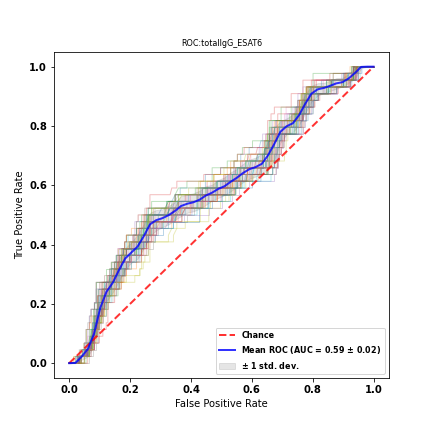 ROC:totalIgG_ESAT6
1.0
0.8
0.6
0.4
0.2
0.0
True Positive Rate
Chance
Mean ROC (AUC = 0.59 ± 0.02)
± 1 std. dev.
0.0 0.2 0.4 0.6 0.8 1.0
False Positive Rate